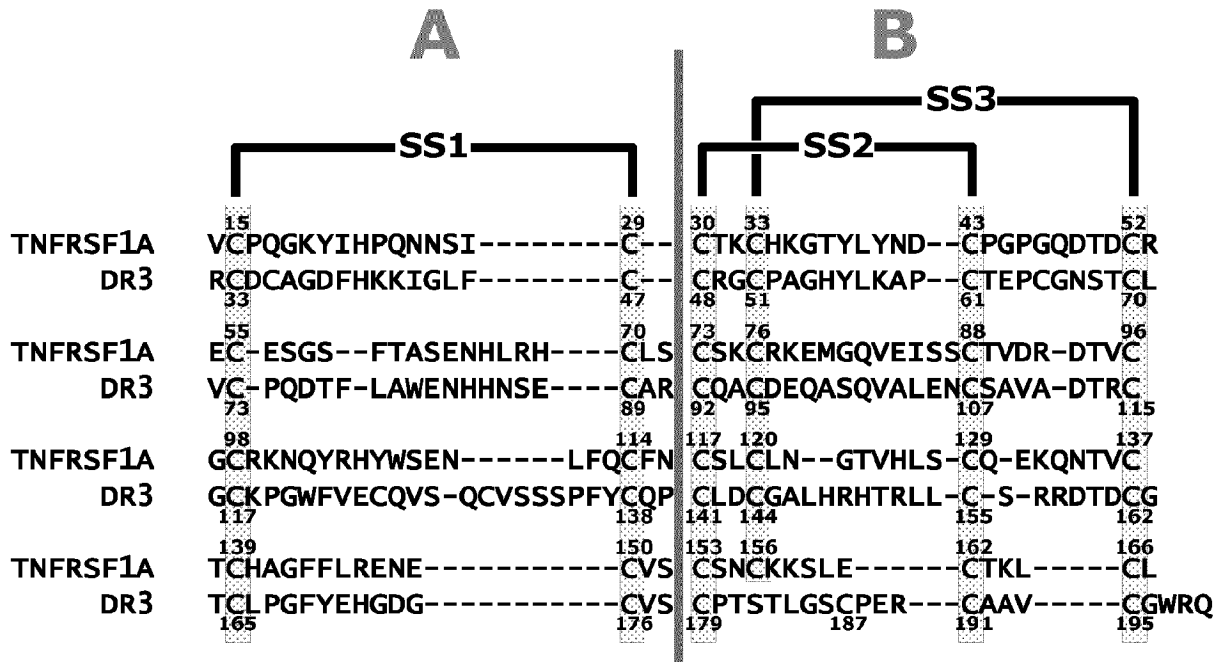 A B
SS3
SS1 SS2
15 29 30 33 43 52
TNFRSF1A VCPQGKYIHPQNNSI--------C-- CTKCHKGTYLYND--CPGPGQDTDCR
DR3 RCDCAGDFHKKIGLF--------C-- CRGCPAGHYLKAP--CTEPCGNSTCL
33 47 48 51 61 70
55 70 73 76 88 96
TNFRSF1A EC-ESGS--FTASENHLRH----CLS CSKCRKEMGQVEISSCTVDR-DTVC
DR3 VC-PQDTF-LAWENHHNSE----CAR CQACDEQASQVALENCSAVA-DTRC
73 89 92 95 107 115
98 114 117 120 129 137
TNFRSF1A GCRKNQYRHYWSEN------LFQCFN CSLCLN--GTVHLS-CQ-EKQNTVC
DR3 GCKPGWFVECQVS-QCVSSSPFYCQP CLDCGALHRHTRLL-C-S-RRDTDCG
117 138 141 144 155 162
139 150 153 156 162 166
TNFRSF1A TCHAGFFLRENE-----------CVS CSNCKKSLE------CTKL-----CL
DR3 TCLPGFYEHGDG-----------CVS CPTSTLGSCPER---CAAV-----CGWRQ
165 176 179 187 191 195